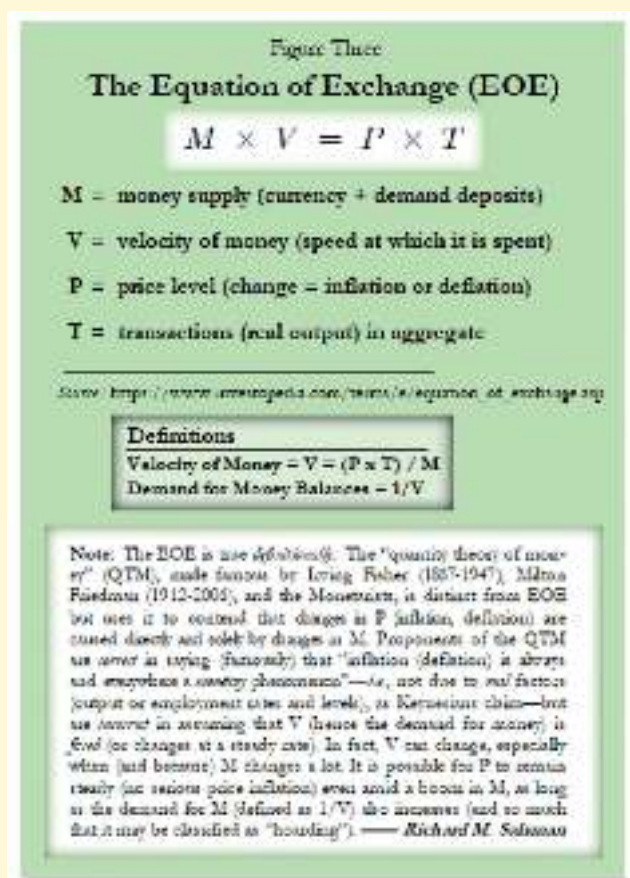 Figure Three
The Equation of Exchange (EOE)
M × V = P × T
M = money supply (currency + demand deposits)
V = velocity of money (speed at which it is spent)
P = price level (change = inflation or deflation)
T = transactions (real output) in aggregate
https://www.investopedia.com/terms/e/equation_of_exchange.asp
Definitions
Velocity of Money = V = (P x T) / M
Demand for Money Balances = 1/V
Note: The EOE is true definitionally. The "quantity theory of mon-
ey" (QTM), made famous by Irving Fisher (1867-1947), Milton
Friedman (1912-2006), and the Monetarists, is distinct from EOE
but uses it to contend that changes in P (inflation, deflation) are
caused directly and solely by changes in M. Proponents of the QTM
are correct in saying (famously) that "inflation (deflation) is always
and everywhere a monetary phenomenon"—i.e., not due to real factors
(output or employment rates and levels), as Keynesians claim—but
are incorrect in assuming that V (hence the demand for money) is
fixed (or changes at a steady rate). In fact, V can change, especially
when (and because) M changes a lot. It is possible for P to remain
steady (no serious price inflation) even amid a boom in M, as long
as the demand for M (defined as 1/V) also increases (and so much
that it may be classified as "hoarding"). —— Richard M. Salsman